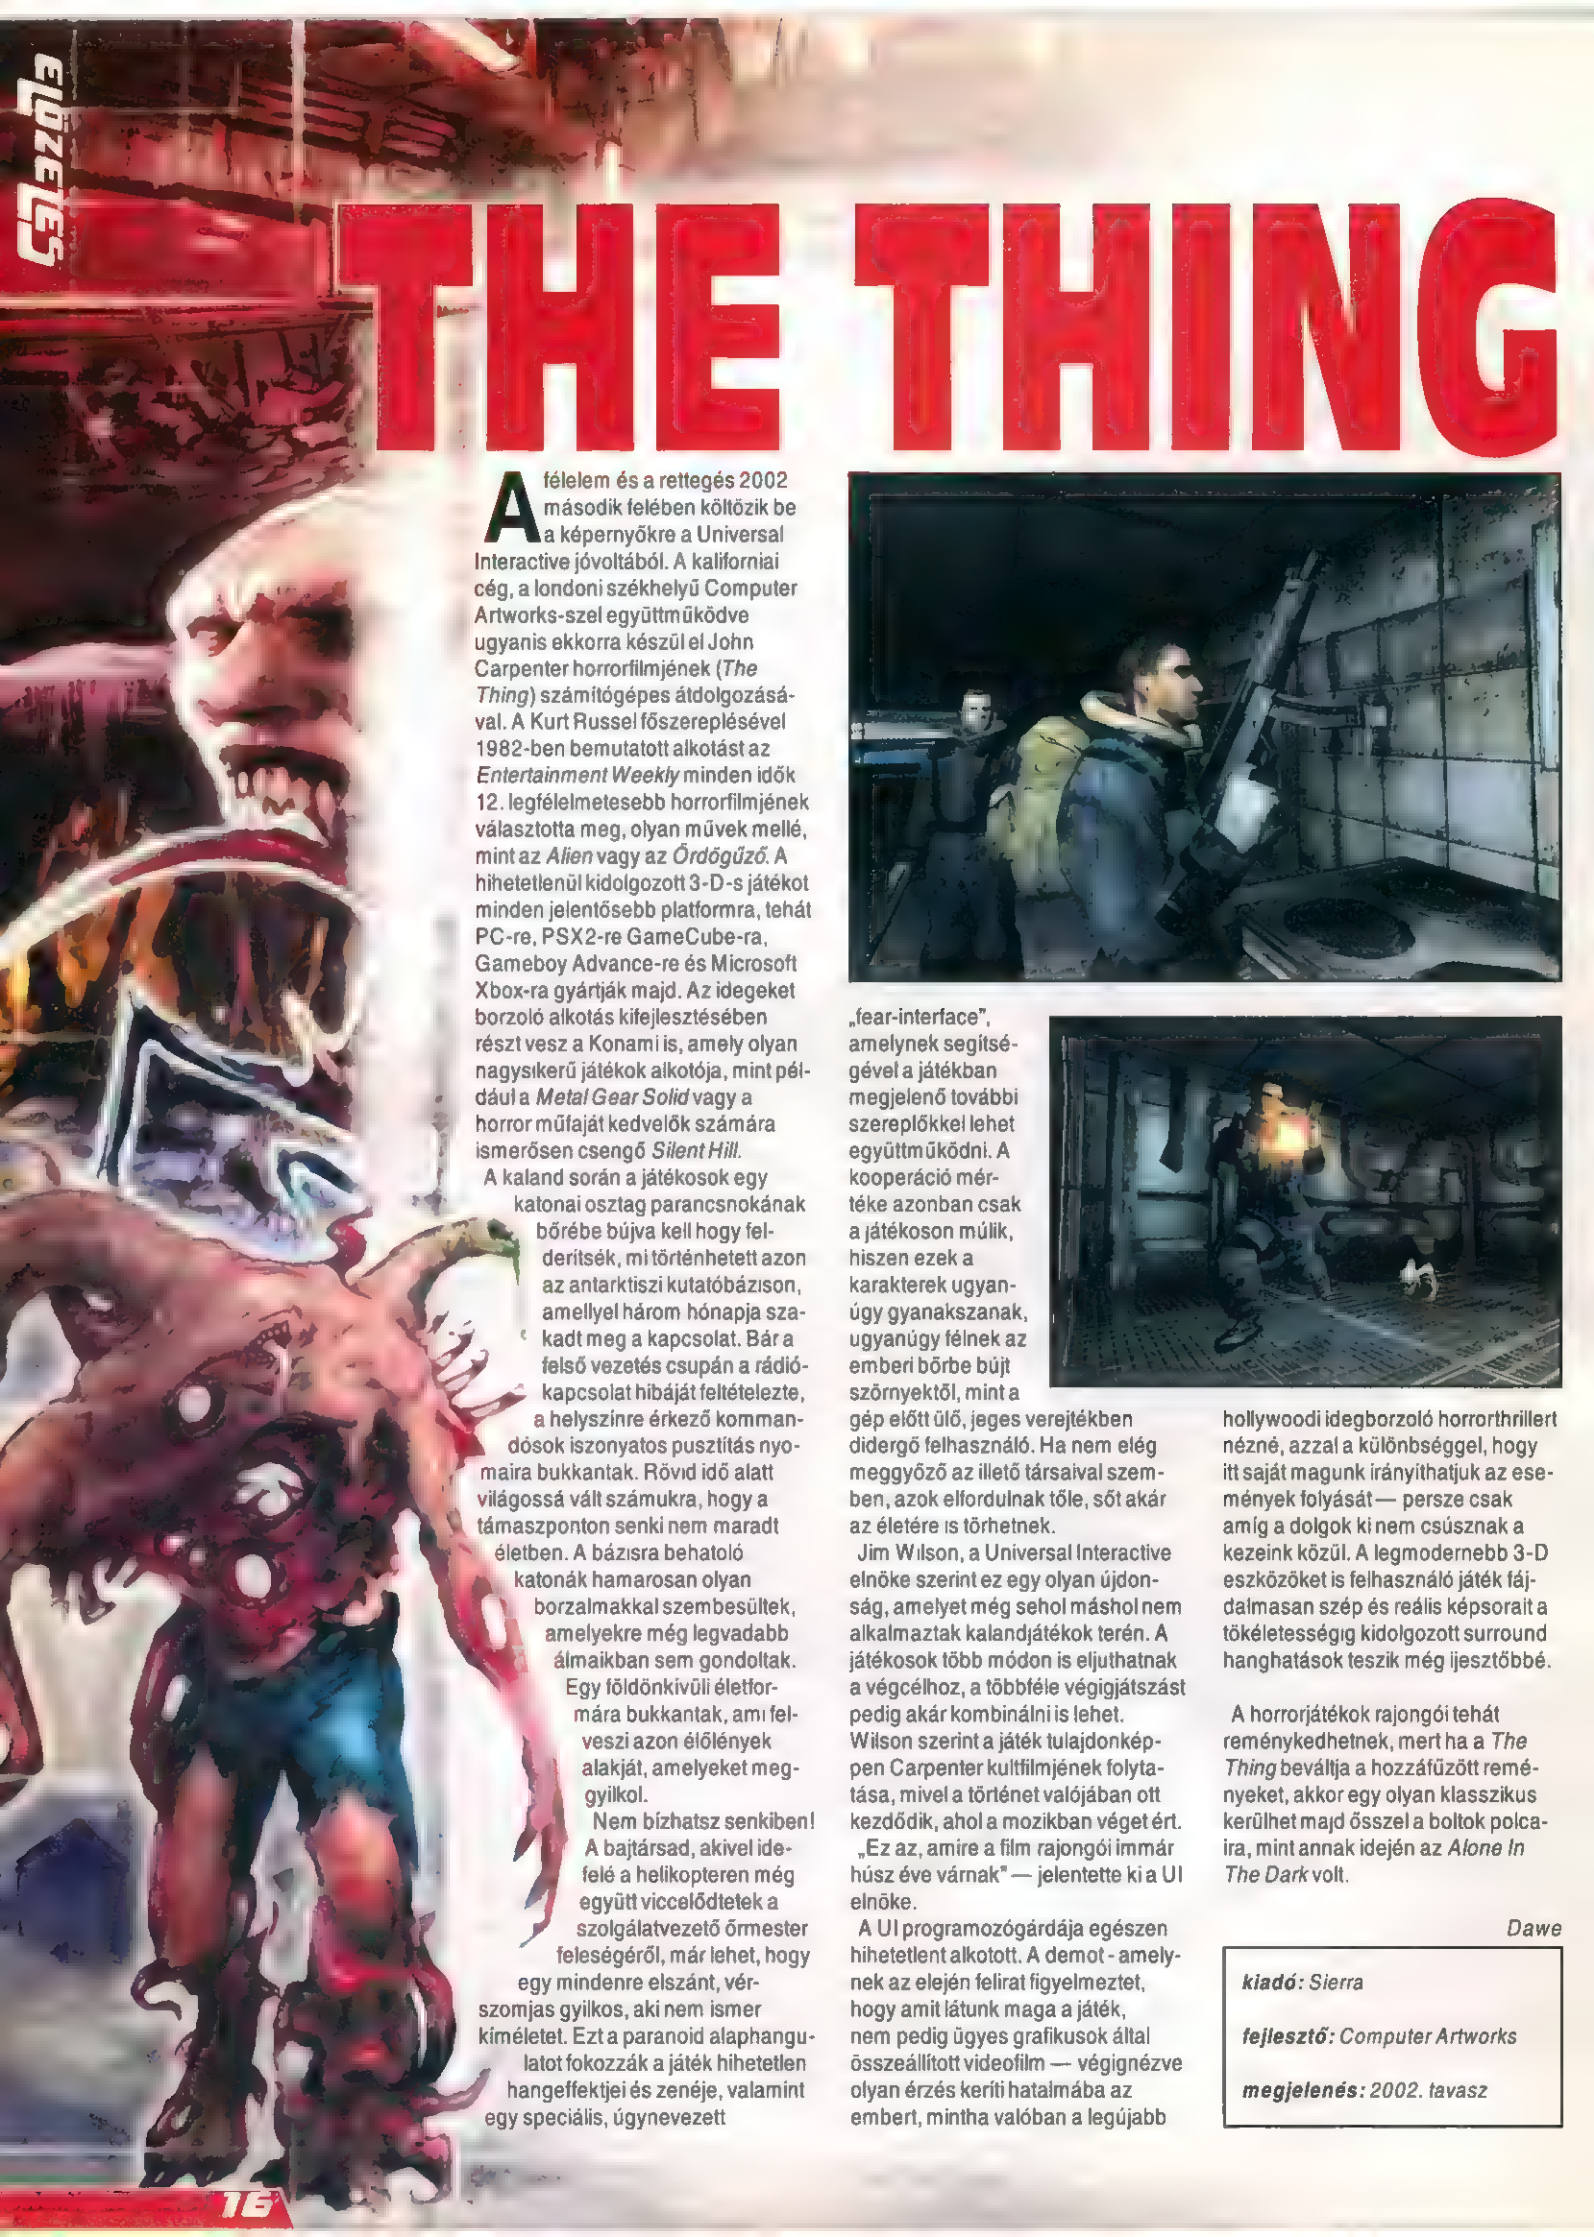 előzetes
THE THING
A félelem és a rettegés 2002
második felében költözik be
a képernyőkre a Universal
Interactive jóvoltából. A kaliforniai
cég, a londoni székhelyű Computer
Artworks-szel együttműködve
ugyanis ekkorra készül el John
Carpenter horrorfilmjének (The
Thing) számítógépes átdolgozásá-
val. A Kurt Russel főszereplésével
1982-ben bemutatott alkotást az
Entertainment Weekly minden idők
12. legfélelmetesebb horrorfilmjének
választotta meg, olyan művek mellé,
mint az Alien vagy az Ördögűző. A
hihetetlenül kidolgozott 3-D-s játékot
minden jelentősebb platformra, tehát
PC-re, PSX2-re GameCube-ra,
Gameboy Advance-re és Microsoft
Xbox-ra gyártják majd. Az idegeket
borzoló alkotás kifejlesztésében
részt vesz a Konami is, amely olyan
nagysikerű játékok alkotója, mint pél-
dául a Metal Gear Solid vagy a
horror műfaját kedvelők számára
ismerősen csengő Silent Hill.
A kaland során a játékosok egy
katonai osztag parancsnokának
bőrébe bújva kell hogy fel-
derítsék, mi történhetett azon
az antarktiszi kutatóbázison,
amellyel három hónapja sza-
kadt meg a kapcsolat. Bár a
felső vezetés csupán a rádió-
kapcsolat hibáját feltételezte,
a helyszínre érkező komman-
dósok iszonyatos pusztítás nyo-
maira bukkantak. Rövid idő alatt
világossá vált számukra, hogy a
támaszponton senki nem maradt
életben. A bázisra behatoló
katonák hamarosan olyan
borzalmakkal szembesültek,
amelyekre még legvadabb
álmaikban sem gondoltak.
Egy földönkívüli életfor-
mára bukkantak, ami fel-
veszi azon élőlények
alakját, amelyeket meg-
gyilkol.
Nem bízhatsz senkiben!
A bajtársad, akivel ide-
felé a helikopteren még
együtt viccelődtetek a
szolgálatvezető őrmester
feleségéről, már lehet, hogy
egy mindenre elszánt, vér-
szomjas gyilkos, aki nem ismer
kíméletet. Ezt a paranoid alaphangu-
latot fokozzák a játék hihetetlen
hangeffektjei és zenéje, valamint
egy speciális, úgynevezett
„fear-interface",
amelynek segítsé-
gével a játékban
megjelenő további
szereplőkkel lehet
együttműködni. A
kooperáció mér-
téke azonban csak
a játékoson múlik,
hiszen ezek a
karakterek ugyan-
úgy gyanakszanak,
ugyanúgy félnek az
emberi bőrbe bújt
szörnyektől, mint a
gép előtt ülő, jeges verejtékben
didergő felhasználó. Ha nem elég
meggyőző az illető társaival szem-
ben, azok elfordulnak tőle, sőt akár
az életére is törhetnek.
Jim Wilson, a Universal Interactive
elnöke szerint ez egy olyan újdon-
ság, amelyet még sehol máshol nem
alkalmaztak kalandjátékok terén. A
játékosok több módon is eljuthatnak
a végcélhoz, a többféle végigjátszást
pedig akár kombinálni is lehet.
Wilson szerint a játék tulajdonkép-
pen Carpenter kultfilmjének folyta-
tása, mivel a történet valójában ott
kezdődik, ahol a mozikban véget ért.
„Ez az, amire a film rajongói immár
húsz éve várnak" — jelentette ki a UI
elnöke.
A UI programozógárdája egészen
hihetetlent alkotott. A demot - amely-
nek az elején felirat figyelmeztet,
hogy amit látunk maga a játék,
nem pedig ügyes grafikusok által
összeállított videofilm — végignézve
olyan érzés keríti hatalmába az
embert, mintha valóban a legújabb
hollywoodi idegborzoló horrorthrillert
nézné, azzal a különbséggel, hogy
itt saját magunk irányíthatjuk az ese-
mények folyását — persze csak
amíg a dolgok ki nem csúsznak a
kezeink közül. A legmodernebb 3-D
eszközöket is felhasználó játék fáj-
dalmasan szép és reális képsorait a
tökéletességig kidolgozott surround
hanghatások teszik még ijesztőbbé.
A horrorjátékok rajongói tehát
reménykedhetnek, mert ha a The
Thing beváltja a hozzáfűzött remé-
nyeket, akkor egy olyan klasszikus
kerülhet majd ősszel a boltok polca-
ira, mint annak idején az Alone In
The Dark volt.
Dawe
kiadó: Sierra
fejlesztő: Computer Artworks
megjelenés: 2002. tavasz
16